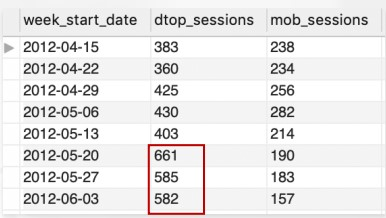 week_start_date dtop_sessions mob_sessions
2012-04-15 383 238
2012-04-22 360 234
2012-04-29 425 256
2012-05-06 430 282
2012-05-13 403 214
2012-05-20 661 190
2012-05-27 585 183
2012-06-03 582 157